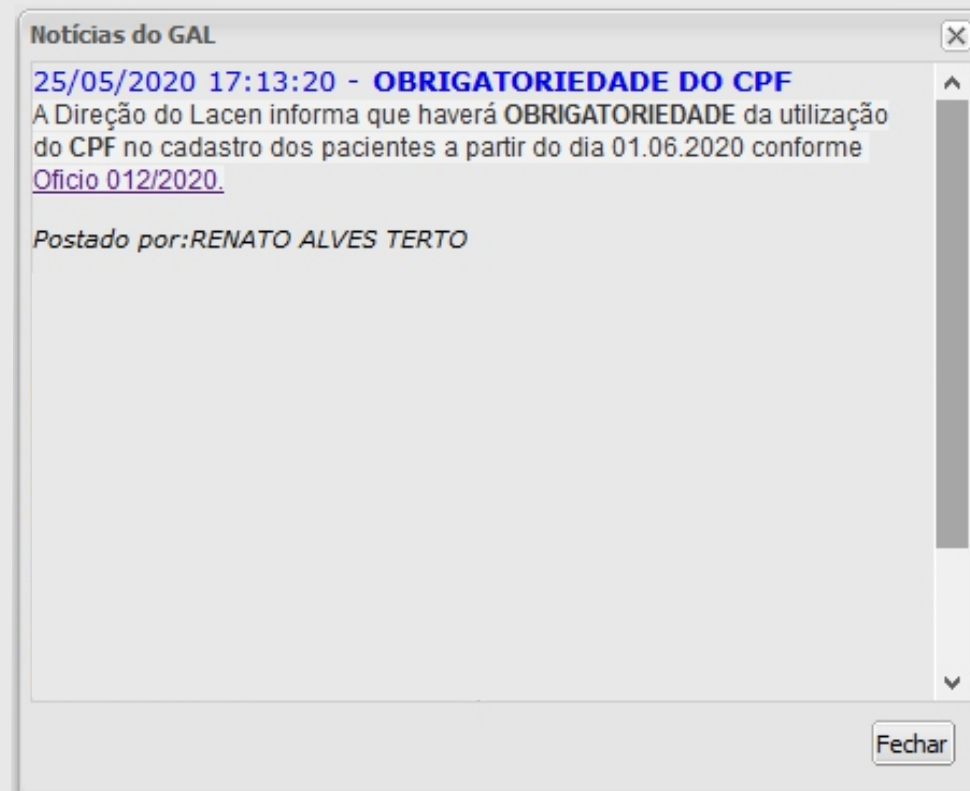 Notícias do GAL
25/05/2020 17:13:20 - OBRIGATORIEDADE DO CPF
A Direção do Lacen informa que haverá OBRIGATORIEDADE da utilização
do CPF no cadastro dos pacientes a partir do dia 01.06.2020 conforme
Oficio 012/2020.
Postado por:RENATO ALVES TERTO
Fechar